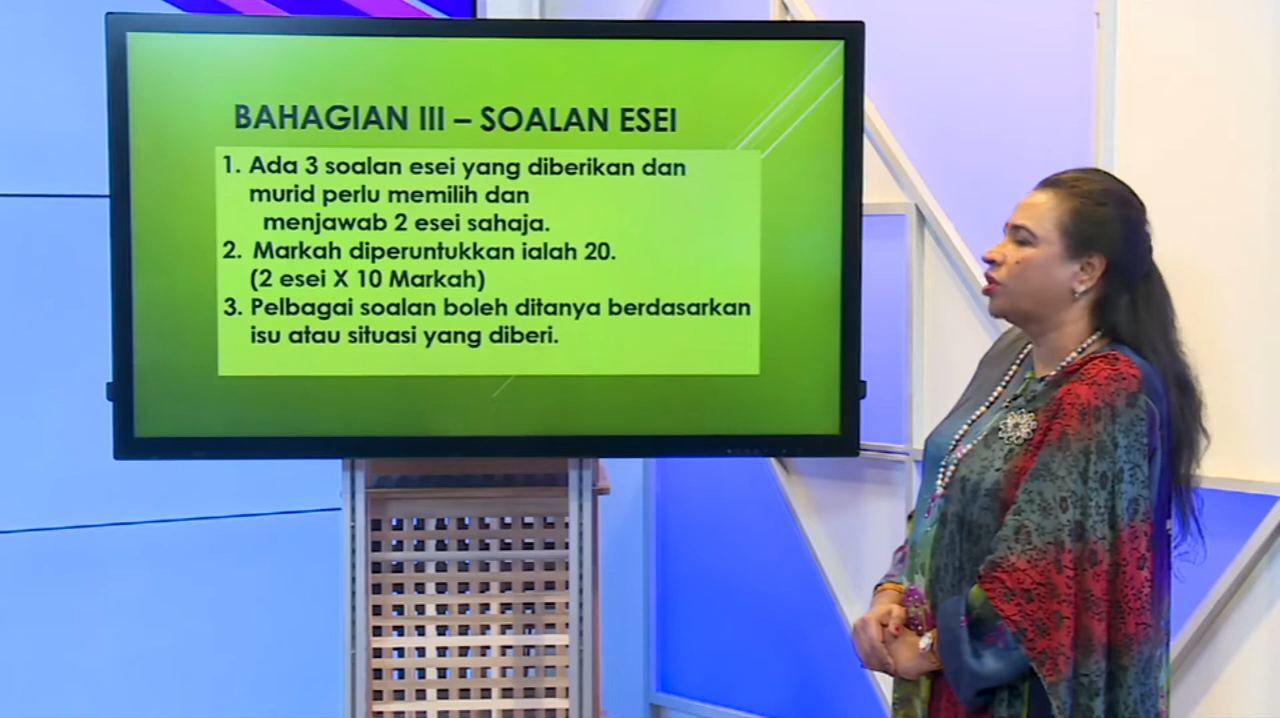 BAHAGIAN III – SOALAN ESEI
1. Ada 3 soalan esei yang diberikan dan
murid perlu memilih dan
menjawab 2 esei sahaja.
2. Markah diperuntukkan ialah 20.
(2 esei X 10 Markah)
3. Pelbagai soalan boleh ditanya berdasarkan
isu atau situasi yang diberi.